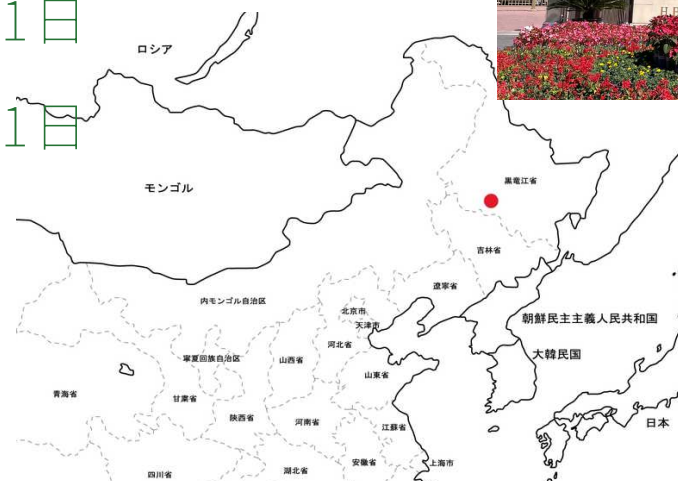 1日
ロシア
1日
モンゴル
黒竜江省
吉林省
遼寧省
内モンゴル自治区
北京市
天津市
朝鮮民主主義人民共和国
河北省
寧夏回族自治区
山西省
大韓民国
山東省
青海省
甘粛省
陝西省
河南省
江蘇省
日本
安徽省
上海市
湖北省
四川省